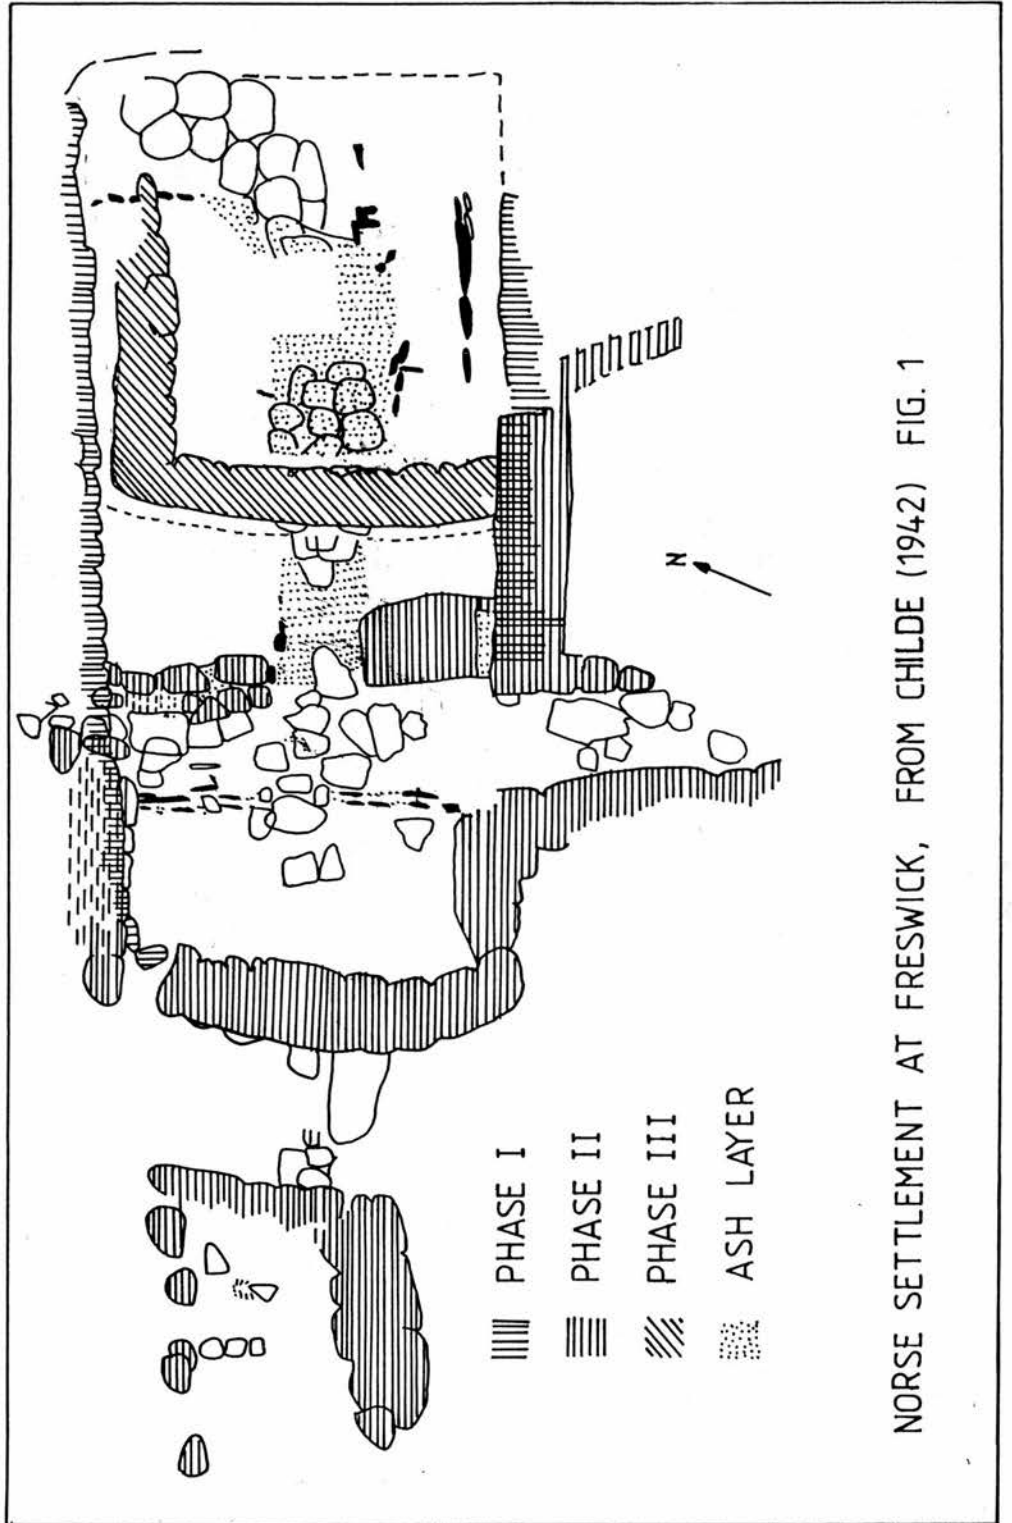 N
PHASE I
PHASE II
PHASE III
ASH LAYER
NORSE SETTLEMENT AT FRESWICK, FROM CHILDE (1942) FIG. 1